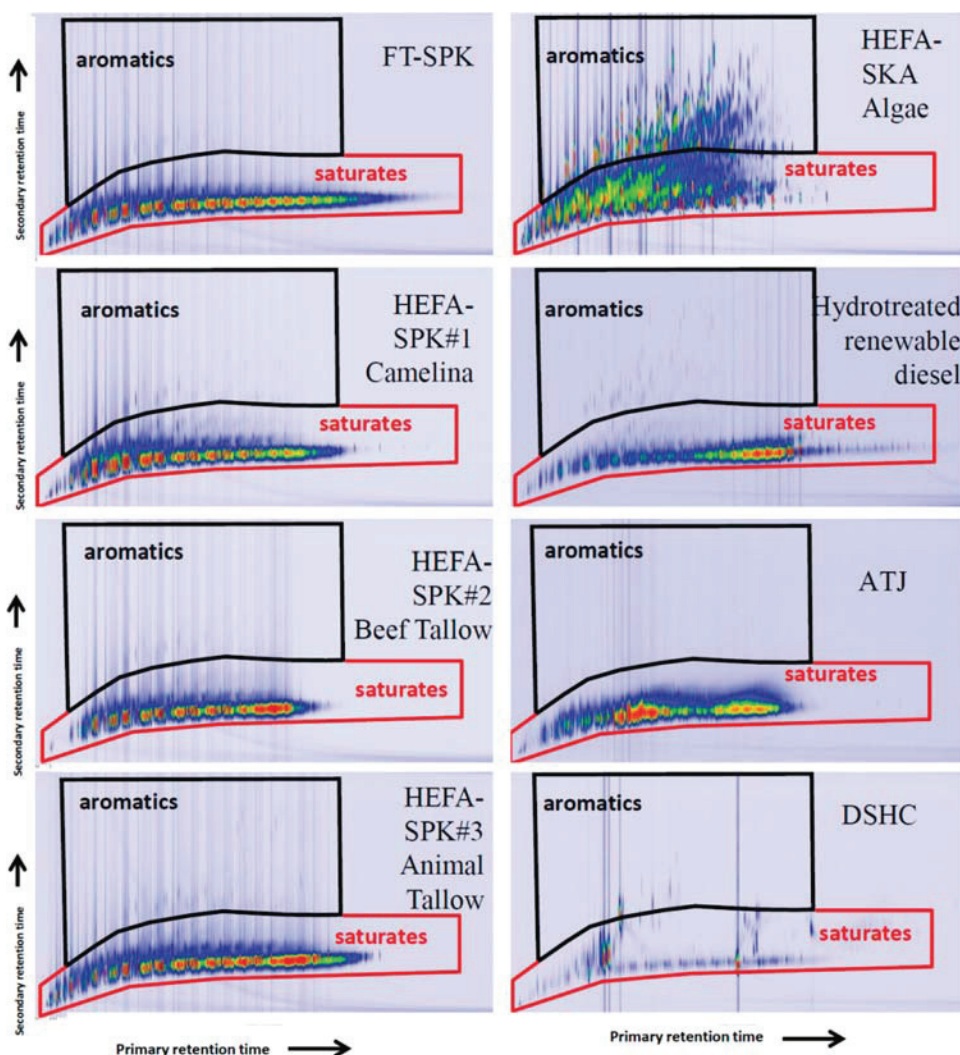 aromatics
FT-SPK
saturates
Secondary retention time
aromatics
HEFA-
SKA
Algae
saturates
aromatics
HEFA-
SPK#1
Camelina
saturates
Secondary retention time
aromatics
Hydrotreated
renewable
diesel
saturates
aromatics
HEFA-
SPK#2
Beef Tallow
saturates
Secondary retention time
aromatics
ATJ
saturates
aromatics
HEFA-
SPK#3
Animal
Tallow
saturates
Secondary retention time
aromatics
DSHC
saturates
Primary retention time
Primary retention time